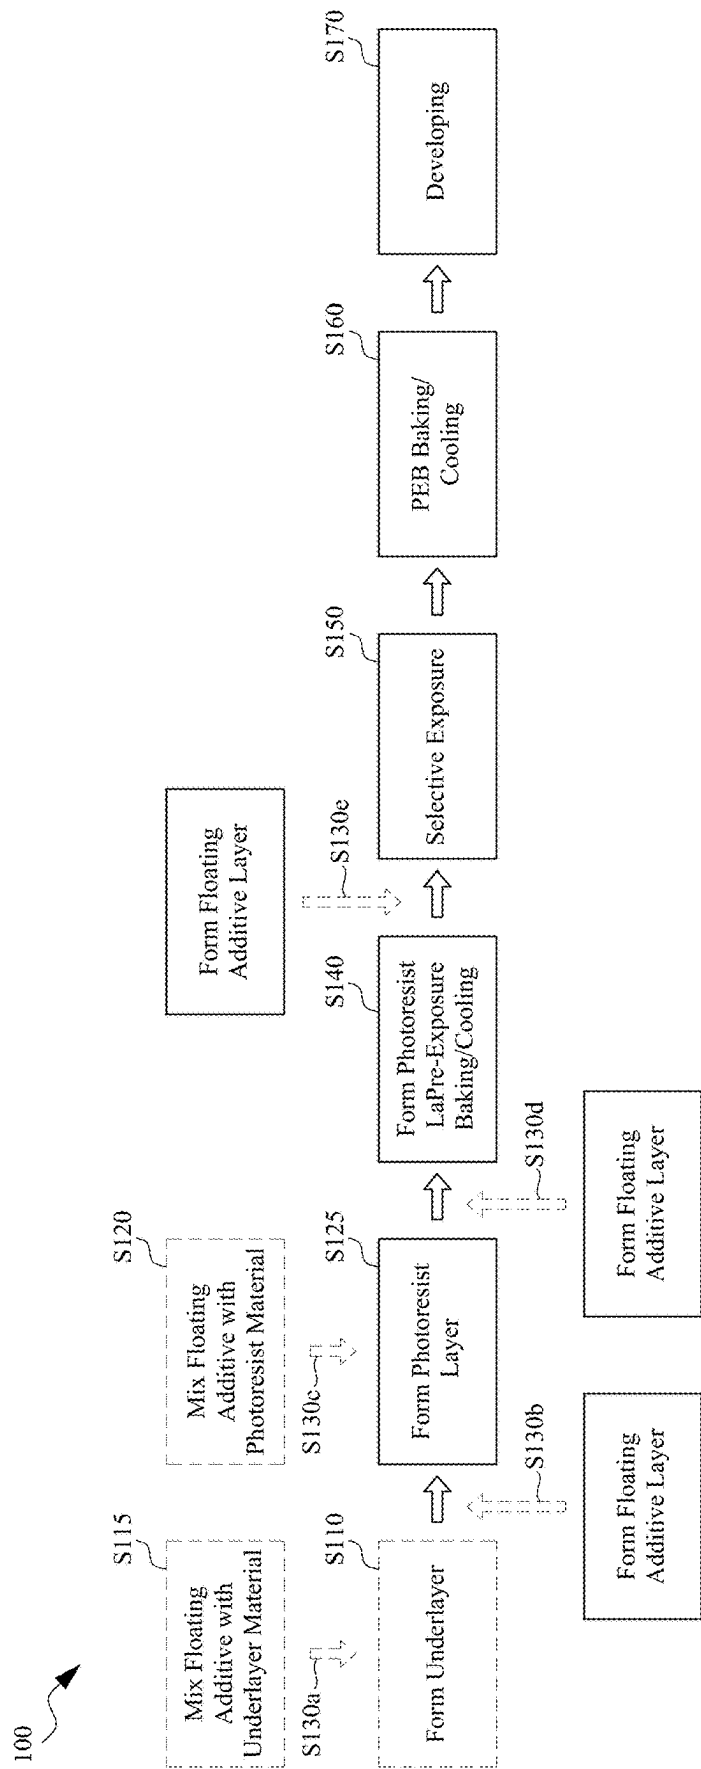 100
S115
Mix Floating
Additive with
Underlayer Material
S130a
S110
Form Underlayer
S130b
Form Floating
Additive Layer
S120
Mix Floating
Additive with
Photoresist Material
S130c
S125
Form Photoresist
Layer
S130d
Form Floating
Additive Layer
S140
Form Photoresist
LaPre-Exposure
Baking/Cooling
Form Floating
Additive Layer
S130e
S150
Selective Exposure
S160
PEB Baking/
Cooling
S170
Developing